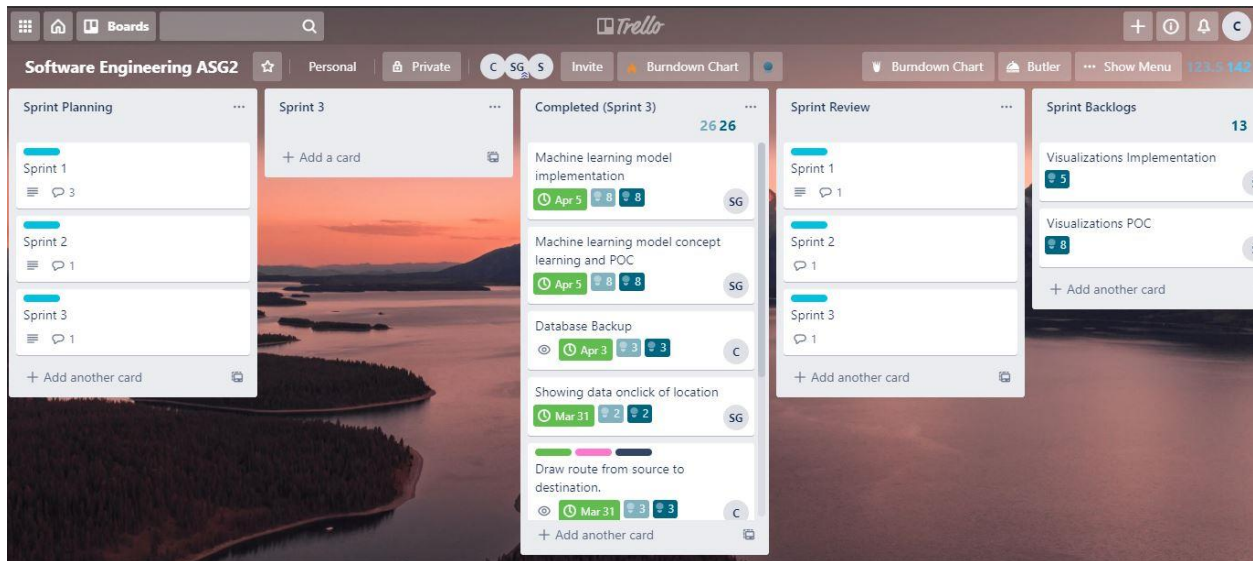 Boards
Trello
C
Software Engineering ASG2
Personal
Private
C SG S
Invite
Burndown Chart
Burndown Chart
Butler
... Show Menu
123.5 142
Sprint Planning ...
Sprint 1
3
Sprint 2
1
Sprint 3
1
+ Add another card
Sprint 3 ...
+ Add a card
Completed (Sprint 3) ...
26 26
Machine learning model
implementation
Apr 5 8 8 SG
Machine learning model concept
learning and POC
Apr 5 8 8 SG
Database Backup
Apr 3 3 3 C
Showing data onclick of location
Mar 31 2 2 SG
Draw route from source to
destination.
Mar 31 3 3 C
+ Add another card
Sprint Review ...
Sprint 1
1
Sprint 2
1
Sprint 3
1
+ Add another card
Sprint Backlogs
13
Visualizations Implementation
5
Visualizations POC
8
+ Add another card